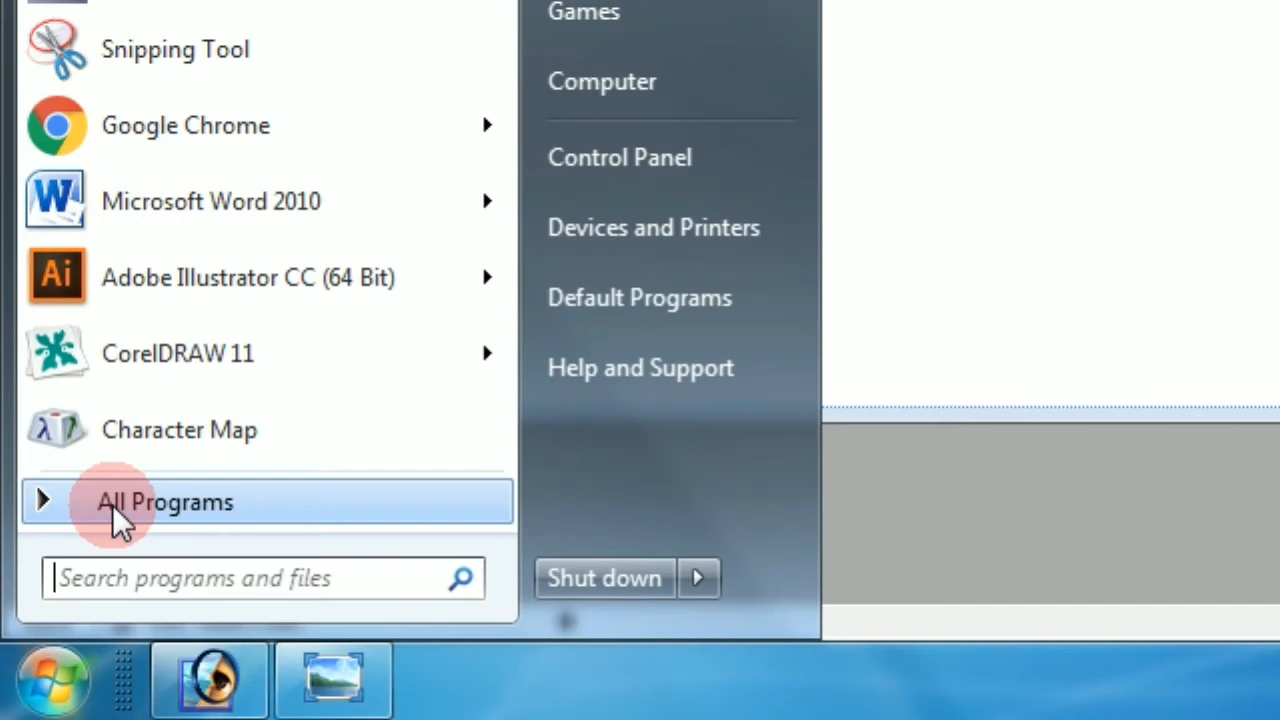 Snipping Tool
Google Chrome
Microsoft Word 2010
Adobe Illustrator CC (64 Bit)
CorelDRAW 11
Character Map
All Programs
Search programs and files
Games
Computer
Control Panel
Devices and Printers
Default Programs
Help and Support
Shut down